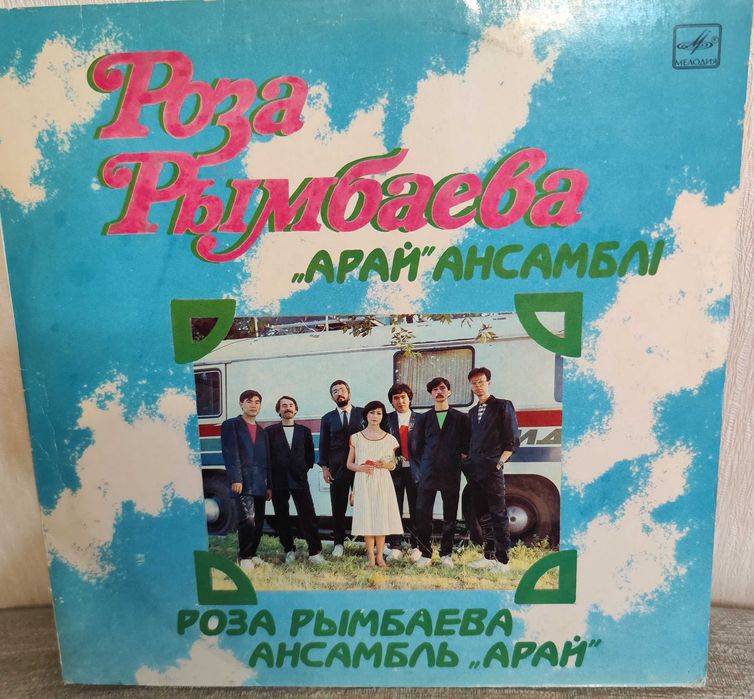 МЕЛОДИЯ
Роза
Рымбаева
„АРАЙ” АНСАМБЛІ
РОЗА РЫМБАЕВА
АНСАМБЛЬ „АРАЙ”